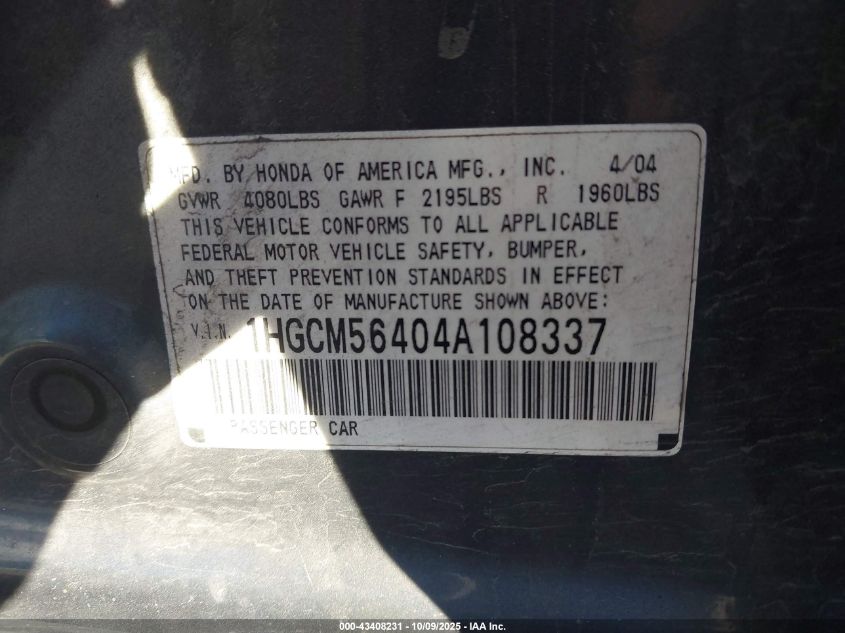 MFD. BY HONDA OF AMERICA MFG., INC. 4/04
GVWR 4080LBS GAWR F 2195LBS R 1960LBS
THIS VEHICLE CONFORMS TO ALL APPLICABLE
FEDERAL MOTOR VEHICLE SAFETY, BUMPER,
AND THEFT PREVENTION STANDARDS IN EFFECT
ON THE DATE OF MANUFACTURE SHOWN ABOVE:
V.I.N. 1HGCM56404A108337
PASSENGER CAR
000-43408231 - 10/09/2025 - IAA Inc.